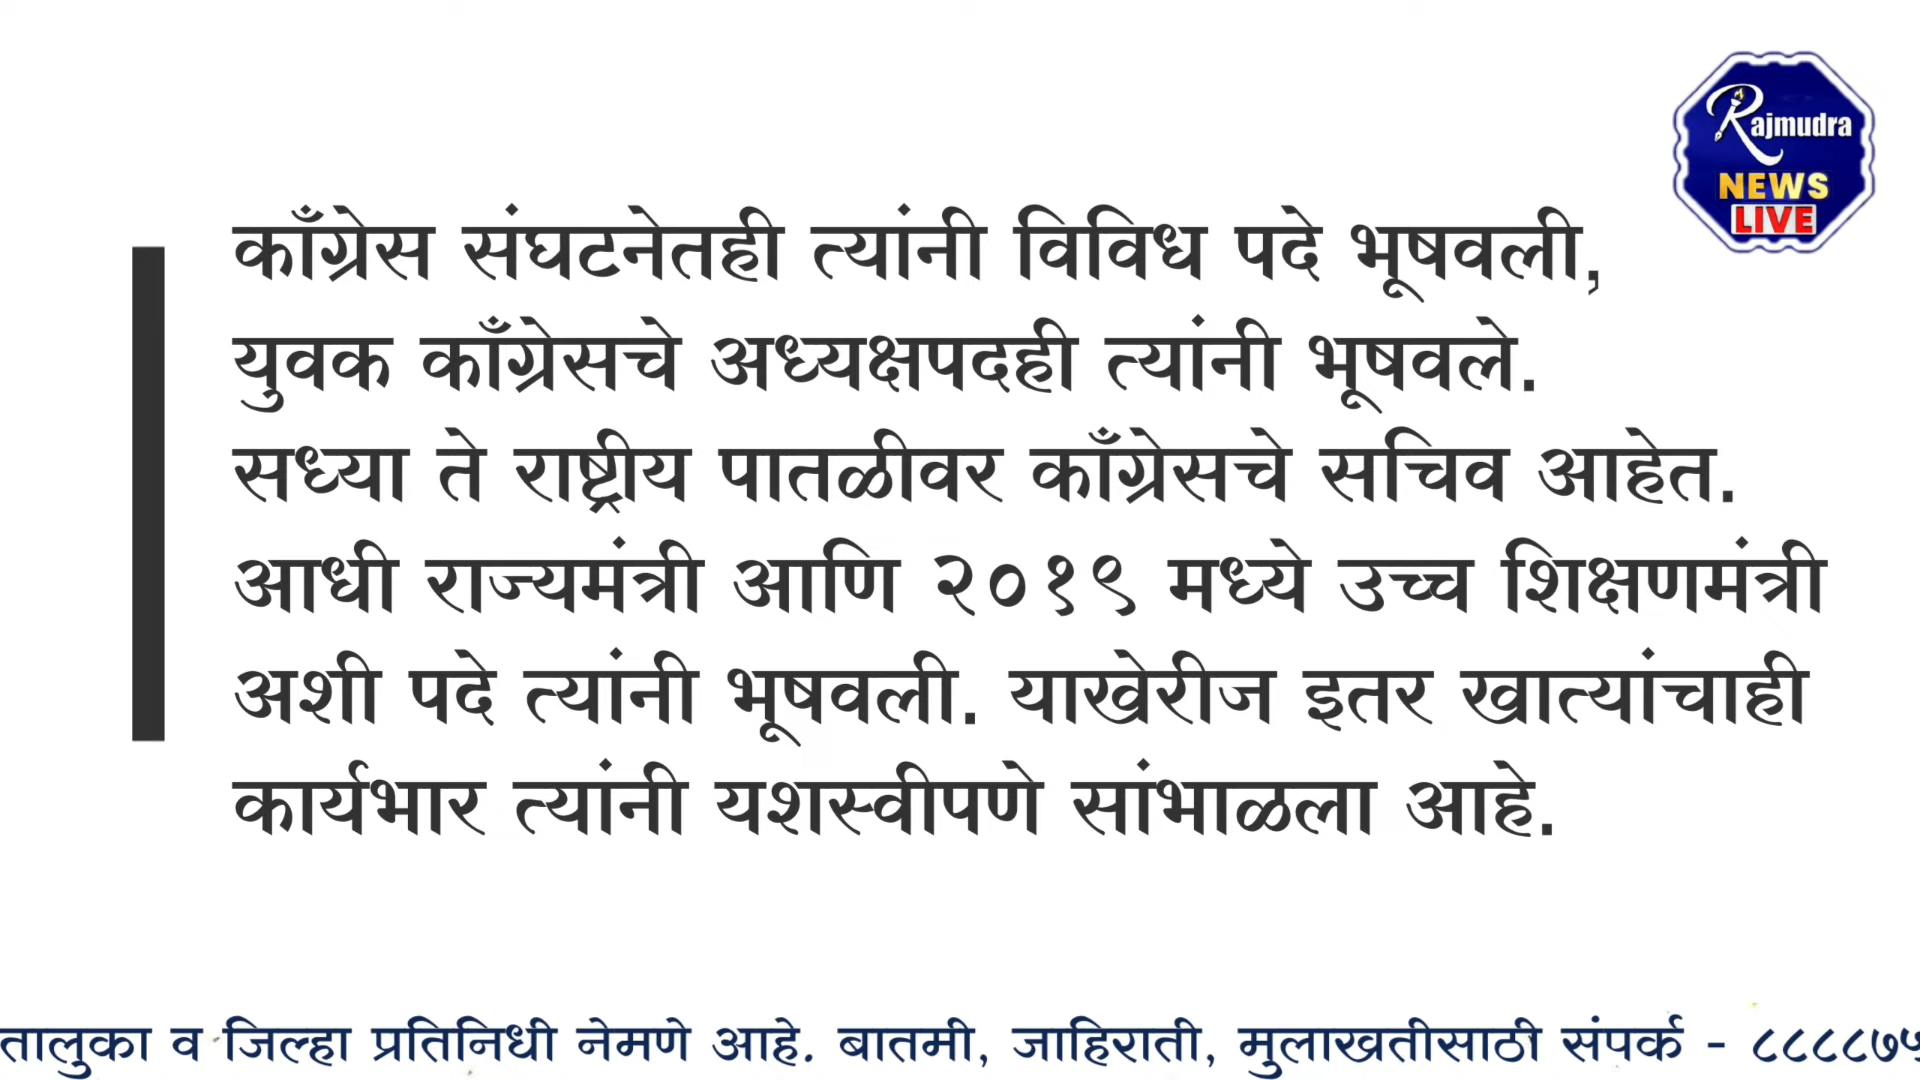 Rajmudra
NEWS
LIVE
काँग्रेस संघटनेतही त्यांनी विविध पदे भूषवली,
युवक काँग्रेसचे अध्यक्षपदही त्यांनी भूषवले.
सध्या ते राष्ट्रीय पातळीवर काँग्रेसचे सचिव आहेत.
आधी राज्यमंत्री आणि २०१९ मध्ये उच्च शिक्षणमंत्री
अशी पदे त्यांनी भूषवली. याखेरीज इतर खात्यांचाही
कार्यभार त्यांनी यशस्वीपणे सांभाळला आहे.
तालुका व जिल्हा प्रतिनिधी नेमणे आहे. बातमी, जाहिराती, मुलाखतीसाठी संपर्क - ८८८८७५